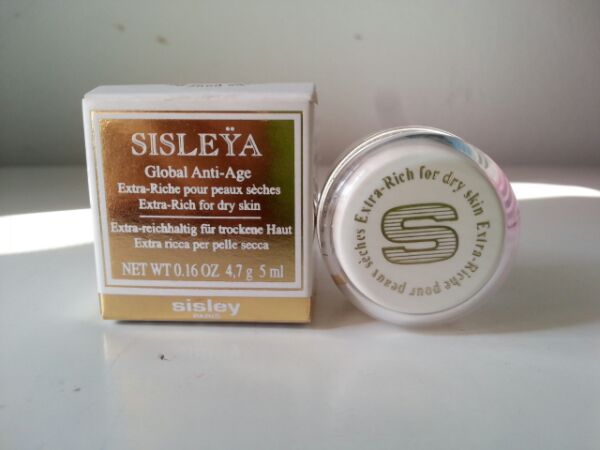 SISLEŸA
Global Anti-Age
Extra-Riche pour peaux sèches
Extra-Rich for dry skin
Extra-reichhaltig für trockene Haut
Extra ricca per pelle secca
NET WT 0.16 OZ 4,7 g 5 ml
sisley
PARIS
S
Extra-Rich for dry skin
Extra-Riche pour peaux sèches